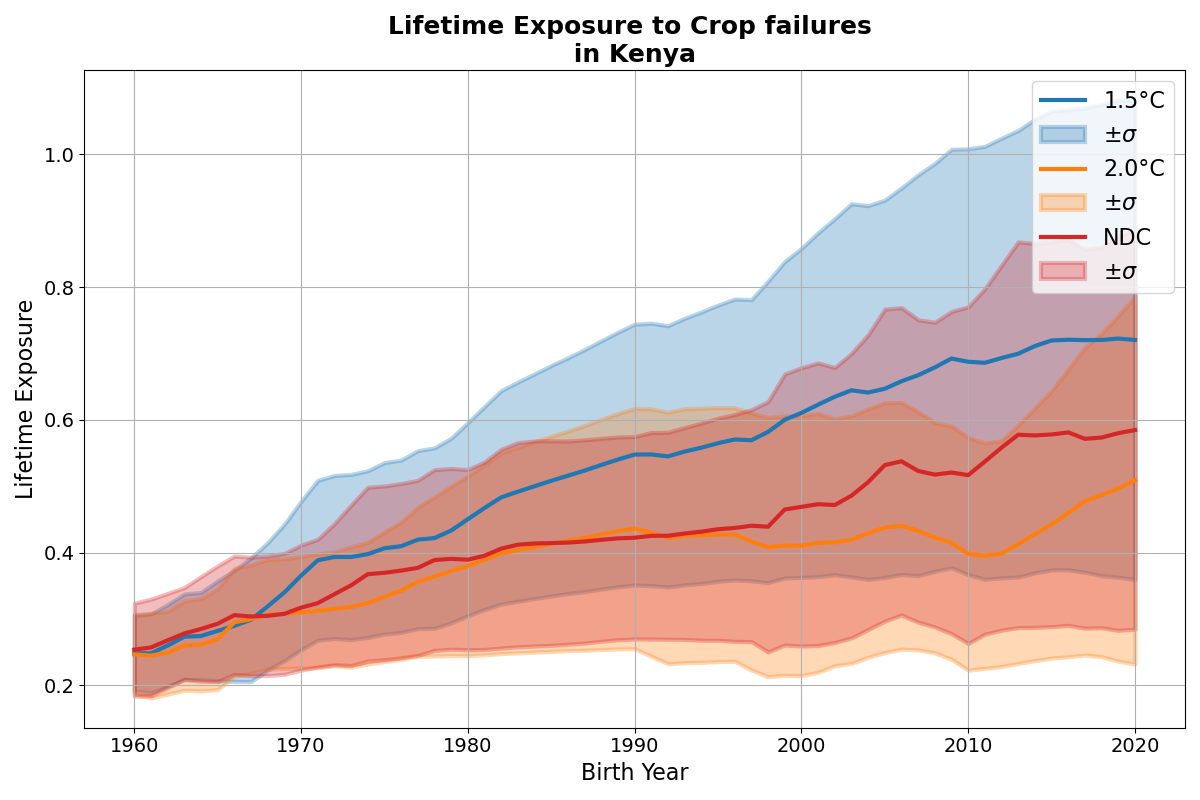 Lifetime Exposure to Crop failures
in Kenya
1.5°C
±σ
2.0°C
±σ
NDC
±σ
Lifetime Exposure
1.0
0.8
0.6
0.4
0.2
1960 1970 1980 1990 2000 2010 2020
Birth Year